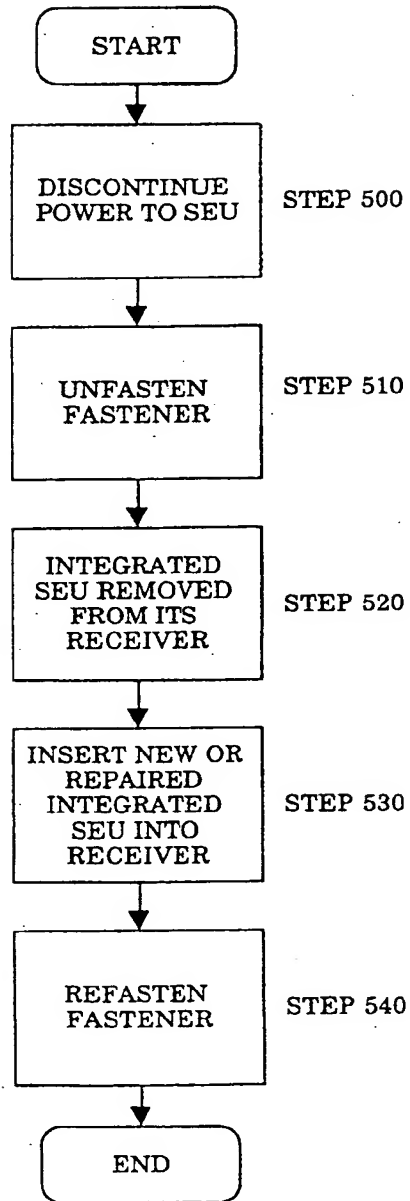 START
DISCONTINUE
POWER TO SEU
STEP 500
UNFASTEN
FASTENER
STEP 510
INTEGRATED
SEU REMOVED
FROM ITS
RECEIVER
STEP 520
INSERT NEW OR
REPAIRED
INTEGRATED
SEU INTO
RECEIVER
STEP 530
REFASTEN
FASTENER
STEP 540
END